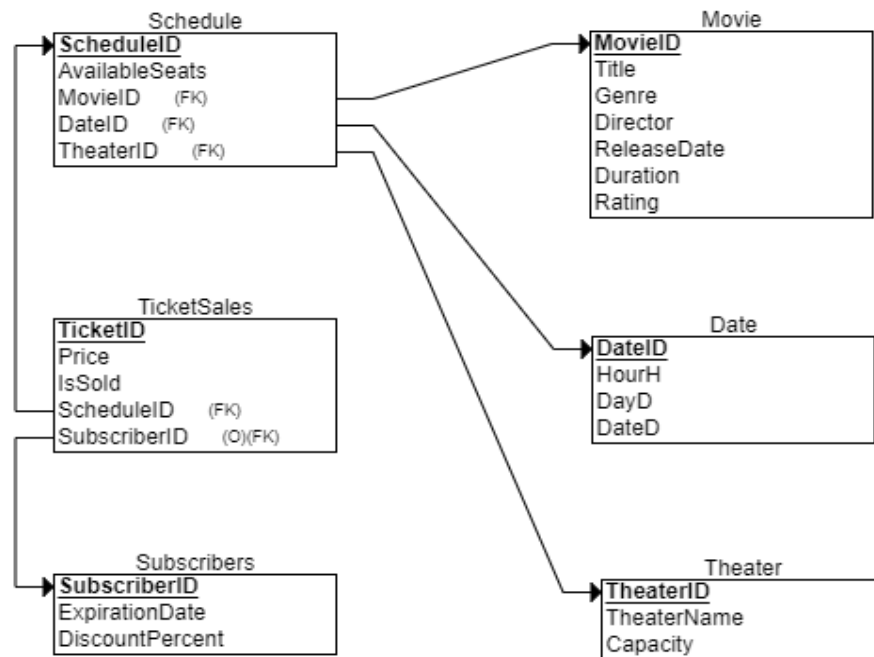 Schedule
ScheduleID
AvailableSeats
MovieID (FK)
DateID (FK)
TheaterID (FK)
Movie
MovieID
Title
Genre
Director
ReleaseDate
Duration
Rating
TicketSales
TicketID
Price
IsSold
ScheduleID (FK)
SubscriberID (O)(FK)
Date
DateID
HourH
DayD
DateD
Subscribers
SubscriberID
ExpirationDate
DiscountPercent
Theater
TheaterID
TheaterName
Capacity